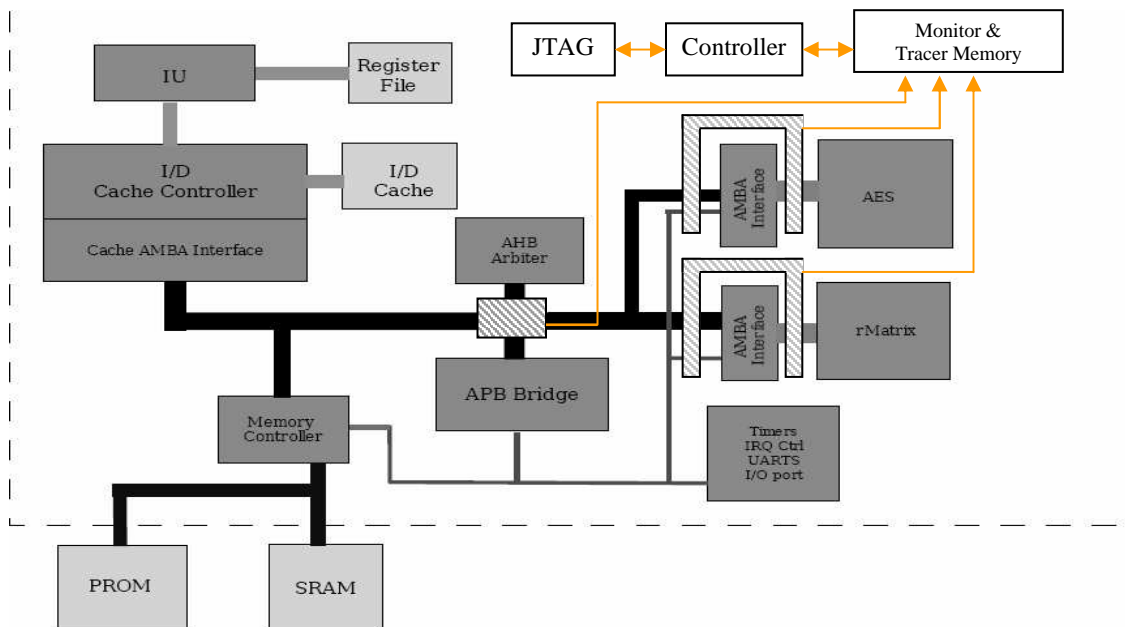 JTAG
Controller
Monitor &
Tracer Memory
IU
Register
File
I/D
Cache Controller
I/D
Cache
Cache AMBA Interface
AHB
Arbiter
AMBA
Interface
AES
AMBA
Interface
rMatrix
APB Bridge
Memory
Controller
Timers
IRQ Ctrl
UARTS
I/O port
PROM
SRAM